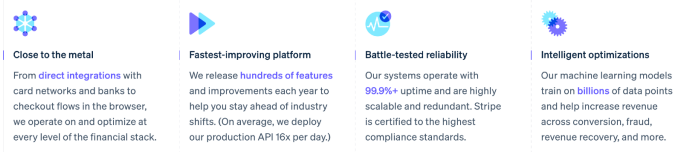 Close to the metal
From direct integrations with
card networks and banks to
checkout flows in the browser,
we operate on and optimize at
every level of the financial stack.
Fastest-improving platform
We release hundreds of features
and improvements each year to
help you stay ahead of industry
shifts. (On average, we deploy
our production API 16x per day.)
Battle-tested reliability
Our systems operate with
99.9%+ uptime and are highly
scalable and redundant. Stripe
is certified to the highest
compliance standards.
Intelligent optimizations
Our machine learning models
train on billions of data points
and help increase revenue
across conversion, fraud,
revenue recovery, and more.